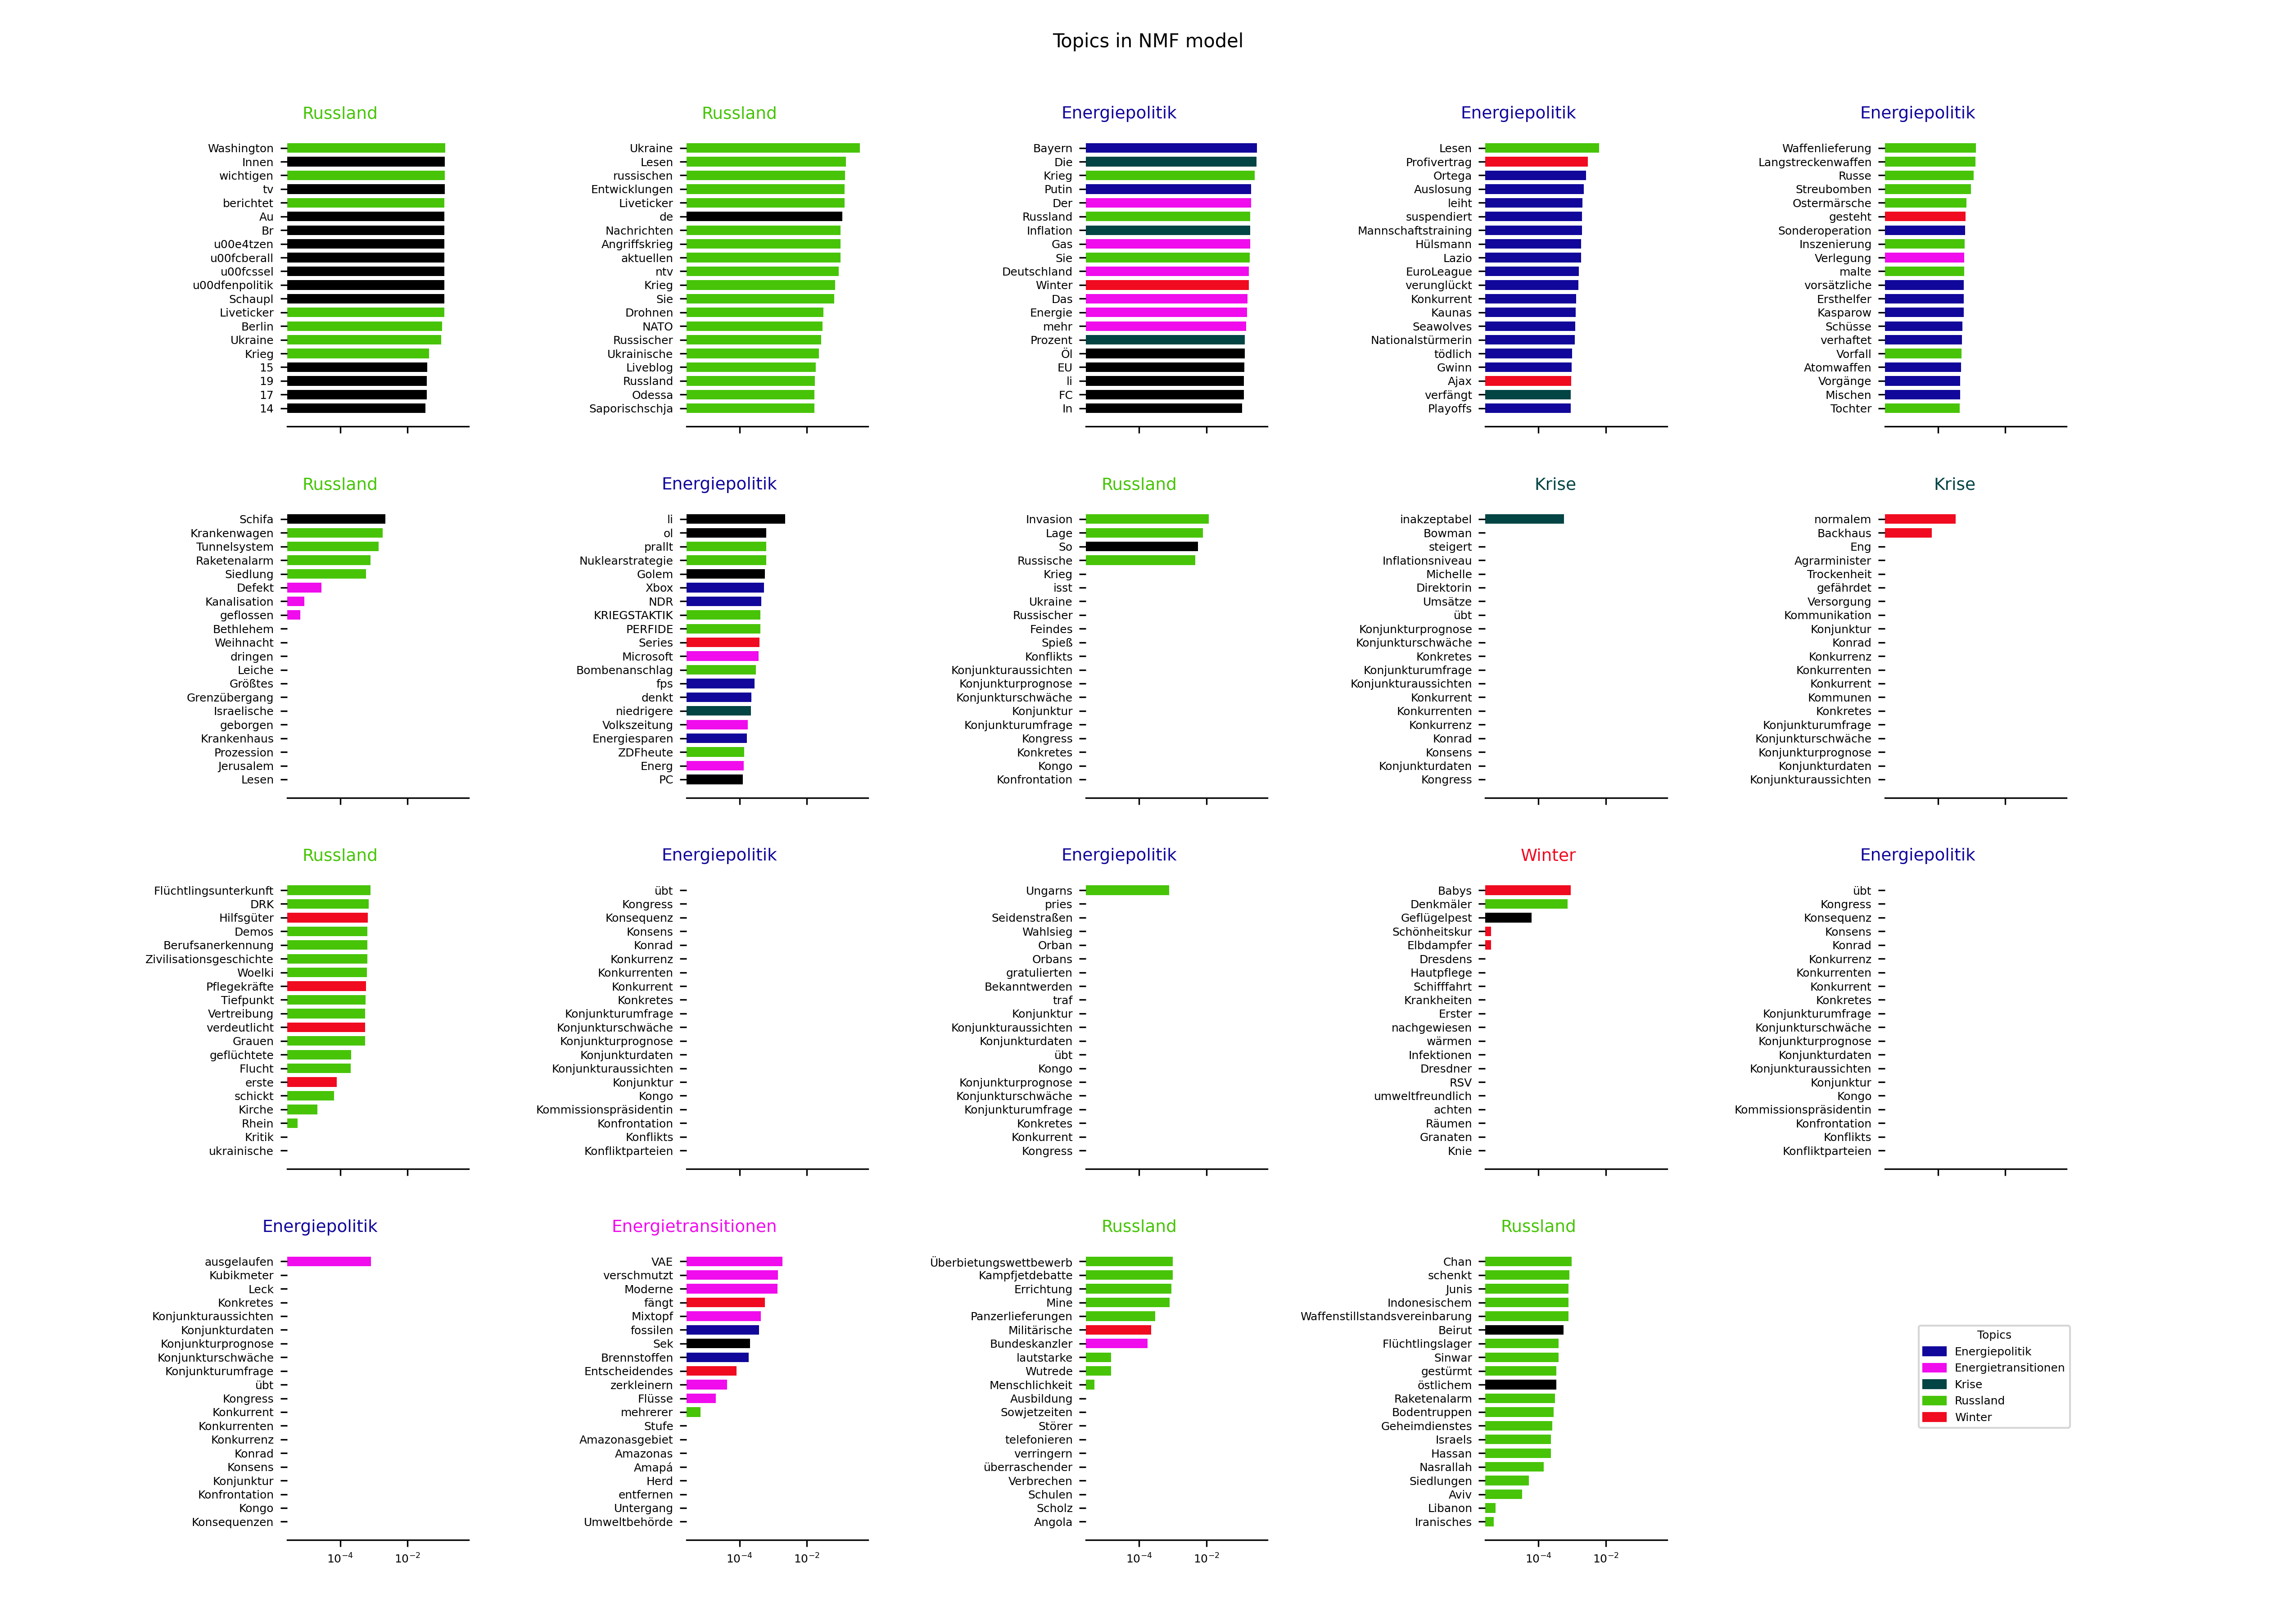 Topics in NMF model
Russland
Washington
Innen
wichtigen
tv
berichtet
Au
Br
u00e4tzen
u00fcberall
u00fcssel
u00dfenpolitik
Schaupl
Liveticker
Berlin
Ukraine
Krieg
15
19
17
14
Russland
Ukraine
Lesen
russischen
Entwicklungen
Liveticker
de
Nachrichten
Angriffskrieg
aktuellen
ntv
Krieg
Sie
Drohnen
NATO
Russischer
Ukrainische
Liveblog
Russland
Odessa
Saporischschja
Energiepolitik
Bayern
Die
Krieg
Putin
Der
Russland
Inflation
Gas
Sie
Deutschland
Winter
Das
Energie
mehr
Prozent
Öl
EU
li
FC
In
Energiepolitik
Lesen
Profivertrag
Ortega
Auslosung
leiht
suspendiert
Mannschaftstraining
Hülsmann
Lazio
EuroLeague
verunglückt
Konkurrent
Kaunas
Seawolves
Nationalstürmerin
tödlich
Gwinn
Ajax
verfängt
Playoffs
Energiepolitik
Waffenlieferung
Langstreckenwaffen
Russe
Streubomben
Ostermärsche
gesteht
Sonderoperation
Inszenierung
Verlegung
malte
vorsätzliche
Ersthelfer
Kasparow
Schüsse
verhaftet
Vorfall
Atomwaffen
Vorgänge
Mischen
Tochter
Russland
Schifa
Krankenwagen
Tunnelsystem
Raketenalarm
Siedlung
Defekt
Kanalisation
geflossen
Bethlehem
Weihnacht
dringen
Leiche
Größtes
Grenzübergang
Israelische
geborgen
Krankenhaus
Prozession
Jerusalem
Lesen
Energiepolitik
li
ol
prallt
Nuklearstrategie
Golem
Xbox
NDR
KRIEGSTAKTIK
PERFIDE
Series
Microsoft
Bombenanschlag
fps
denkt
niedrigere
Volkszeitung
Energiesparen
ZDFheute
Energ
PC
Russland
Invasion
Lage
So
Russische
Krieg
isst
Ukraine
Russischer
Feindes
Spieß
Konflikts
Konjunkturaussichten
Konjunkturprognose
Konjunkturschwäche
Konjunktur
Konjunkturumfrage
Kongress
Konkretes
Kongo
Konfrontation
Krise
inakzeptabel
Bowman
steigert
Inflationsniveau
Michelle
Direktorin
Umsätze
übt
Konjunkturprognose
Konjunkturschwäche
Konkretes
Konjunkturumfrage
Konjunkturaussichten
Konkurrent
Konkurrenten
Konkurrenz
Konrad
Konsens
Konjunkturdaten
Kongress
Krise
normalem
Backhaus
Eng
Agrarminister
Trockenheit
gefährdet
Versorgung
Kommunikation
Konjunktur
Konrad
Konkurrenz
Konkurrenten
Konkurrent
Kommunen
Konkretes
Konjunkturumfrage
Konjunkturschwäche
Konjunkturprognose
Konjunkturdaten
Konjunkturaussichten
Russland
Flüchtlingsunterkunft
DRK
Hilfsgüter
Demos
Berufsanerkennung
Zivilisationsgeschichte
Woelki
Pflegekräfte
Tiefpunkt
Vertreibung
verdeutlicht
Grauen
geflüchtete
Flucht
erste
schickt
Kirche
Rhein
Kritik
ukrainische
Energiepolitik
übt
Kongress
Konsequenz
Konsens
Konrad
Konkurrenz
Konkurrenten
Konkurrent
Konkretes
Konjunkturumfrage
Konjunkturschwäche
Konjunkturprognose
Konjunkturdaten
Konjunkturaussichten
Konjunktur
Kongo
Kommissionspräsidentin
Konfrontation
Konflikts
Konfliktparteien
Energiepolitik
Ungarns
pries
Seidenstraßen
Wahlsieg
Orban
Orbans
gratulierten
Bekanntwerden
traf
Konjunktur
Konjunkturaussichten
Konjunkturdaten
übt
Kongo
Konjunkturprognose
Konjunkturschwäche
Konjunkturumfrage
Konkretes
Konkurrent
Kongress
Winter
Babys
Denkmäler
Geflügelpest
Schönheitskur
Elbdampfer
Dresdens
Hautpflege
Schifffahrt
Krankheiten
Erster
nachgewiesen
wärmen
Infektionen
Dresdner
RSV
umweltfreundlich
achten
Räumen
Granaten
Knie
Energiepolitik
übt
Kongress
Konsequenz
Konsens
Konrad
Konkurrenz
Konkurrenten
Konkurrent
Konkretes
Konjunkturumfrage
Konjunkturschwäche
Konjunkturprognose
Konjunkturdaten
Konjunkturaussichten
Konjunktur
Kongo
Kommissionspräsidentin
Konfrontation
Konflikts
Konfliktparteien
Energiepolitik
ausgelaufen
Kubikmeter
Leck
Konkretes
Konjunkturaussichten
Konjunkturdaten
Konjunkturprognose
Konjunkturschwäche
Konjunkturumfrage
übt
Kongress
Konkurrent
Konkurrenten
Konkurrenz
Konrad
Konsens
Konjunktur
Konfrontation
Kongo
Konsequenzen
10⁻⁴ 10⁻²
Energietransitionen
VAE
verschmutzt
Moderne
fängt
Mixtopf
fossilen
Sek
Brennstoffen
Entscheidendes
zerkleinern
Flüsse
mehrerer
Stufe
Amazonasgebiet
Amazonas
Amapá
Herd
entfernen
Untergang
Umweltbehörde
10⁻⁴ 10⁻²
Russland
Überbietungswettbewerb
Kampfjetdebatte
Errichtung
Mine
Panzerlieferungen
Militärische
Bundeskanzler
lautstarke
Wutrede
Menschlichkeit
Ausbildung
Sowjetzeiten
Störer
telefonieren
verringern
überraschender
Verbrechen
Schulen
Scholz
Angola
10⁻⁴ 10⁻²
Russland
Chan
schenkt
Junis
Indonesischem
Waffenstillstandsvereinbarung
Beirut
Flüchtlingslager
Sinwar
gestürmt
östlichem
Raketenalarm
Bodentruppen
Geheimdienstes
Israels
Hassan
Nasrallah
Siedlungen
Aviv
Libanon
Iranisches
10⁻⁴ 10⁻²
Topics
Energiepolitik
Energietransitionen
Krise
Russland
Winter